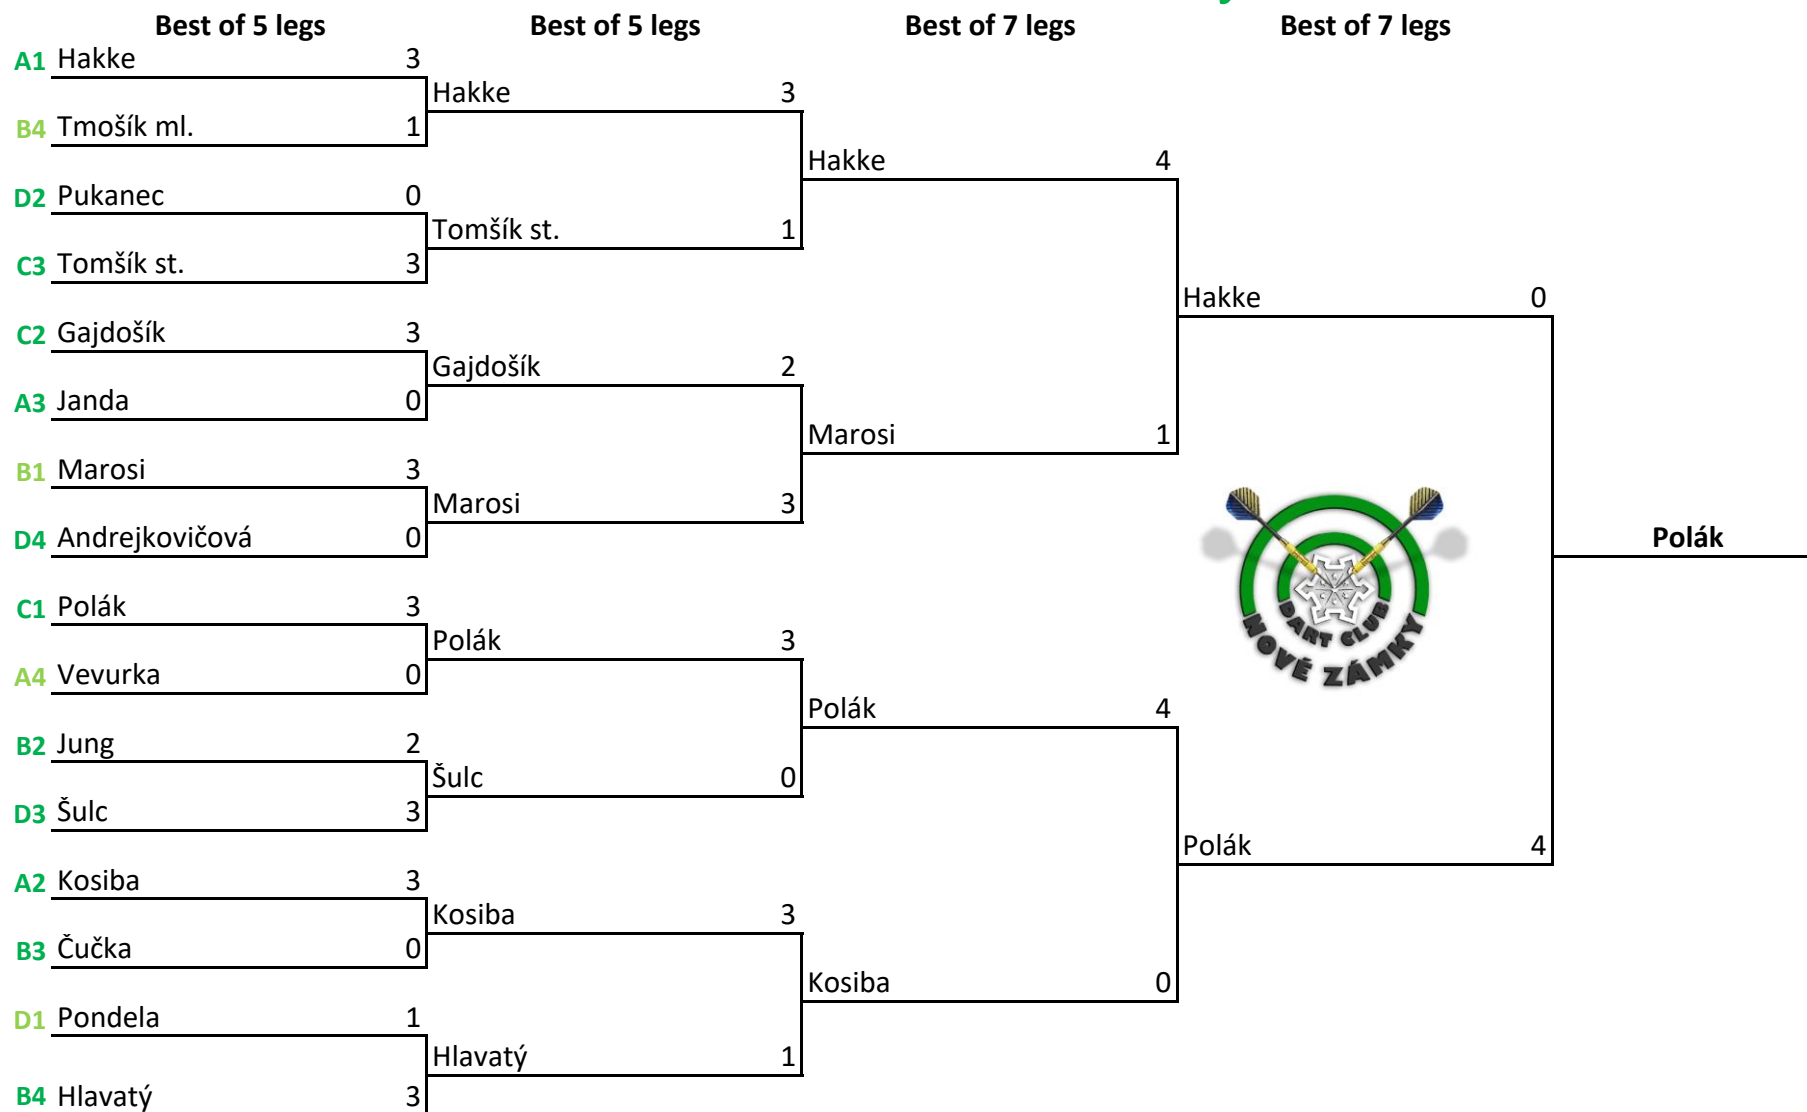 Best of 5 legs Best of 5 legs Best of 7 legs Best of 7 legs
A1 Hakke 3
Hakke 3
B4 Tmošík ml. 1
Hakke 4
D2 Pukanec 0
Tomšík st. 1
C3 Tomšík st. 3
Hakke 0
C2 Gajdošík 3
Gajdošík 2
A3 Janda 0
Marosi 1
B1 Marosi 3
Marosi 3
D4 Andrejkovičová 0
Polák
C1 Polák 3
Polák 3
DART CLUB
NOVÉ ZÁMKY
A4 Vevurka 0
Polák 4
B2 Jung 2
Šulc 0
D3 Šulc 3
Polák 4
A2 Kosiba 3
Kosiba 3
B3 Čučka 0
Kosiba 0
D1 Pondela 1
Hlavatý 1
B4 Hlavatý 3